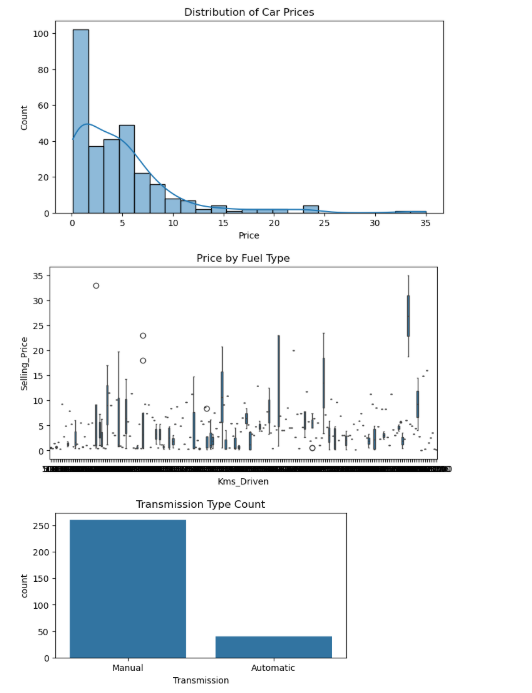 Distribution of Car Prices
100
80
60
40
20
0
Count
0 5 10 15 20 25 30 35
Price
Price by Fuel Type
35
30
25
20
15
10
5
0
Selling_Price
Kms_Driven
Transmission Type Count
250
200
150
100
50
0
count
Manual Automatic
Transmission